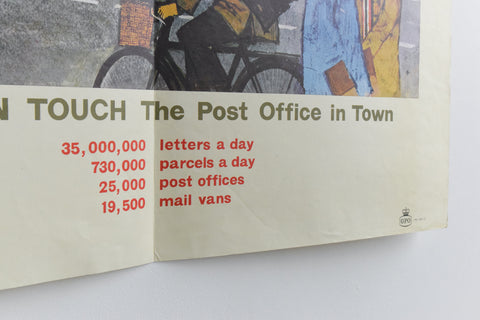 N TOUCH The Post Office in Town
35,000,000 letters a day
730,000 parcels a day
25,000 post offices
19,500 mail vans
GPO